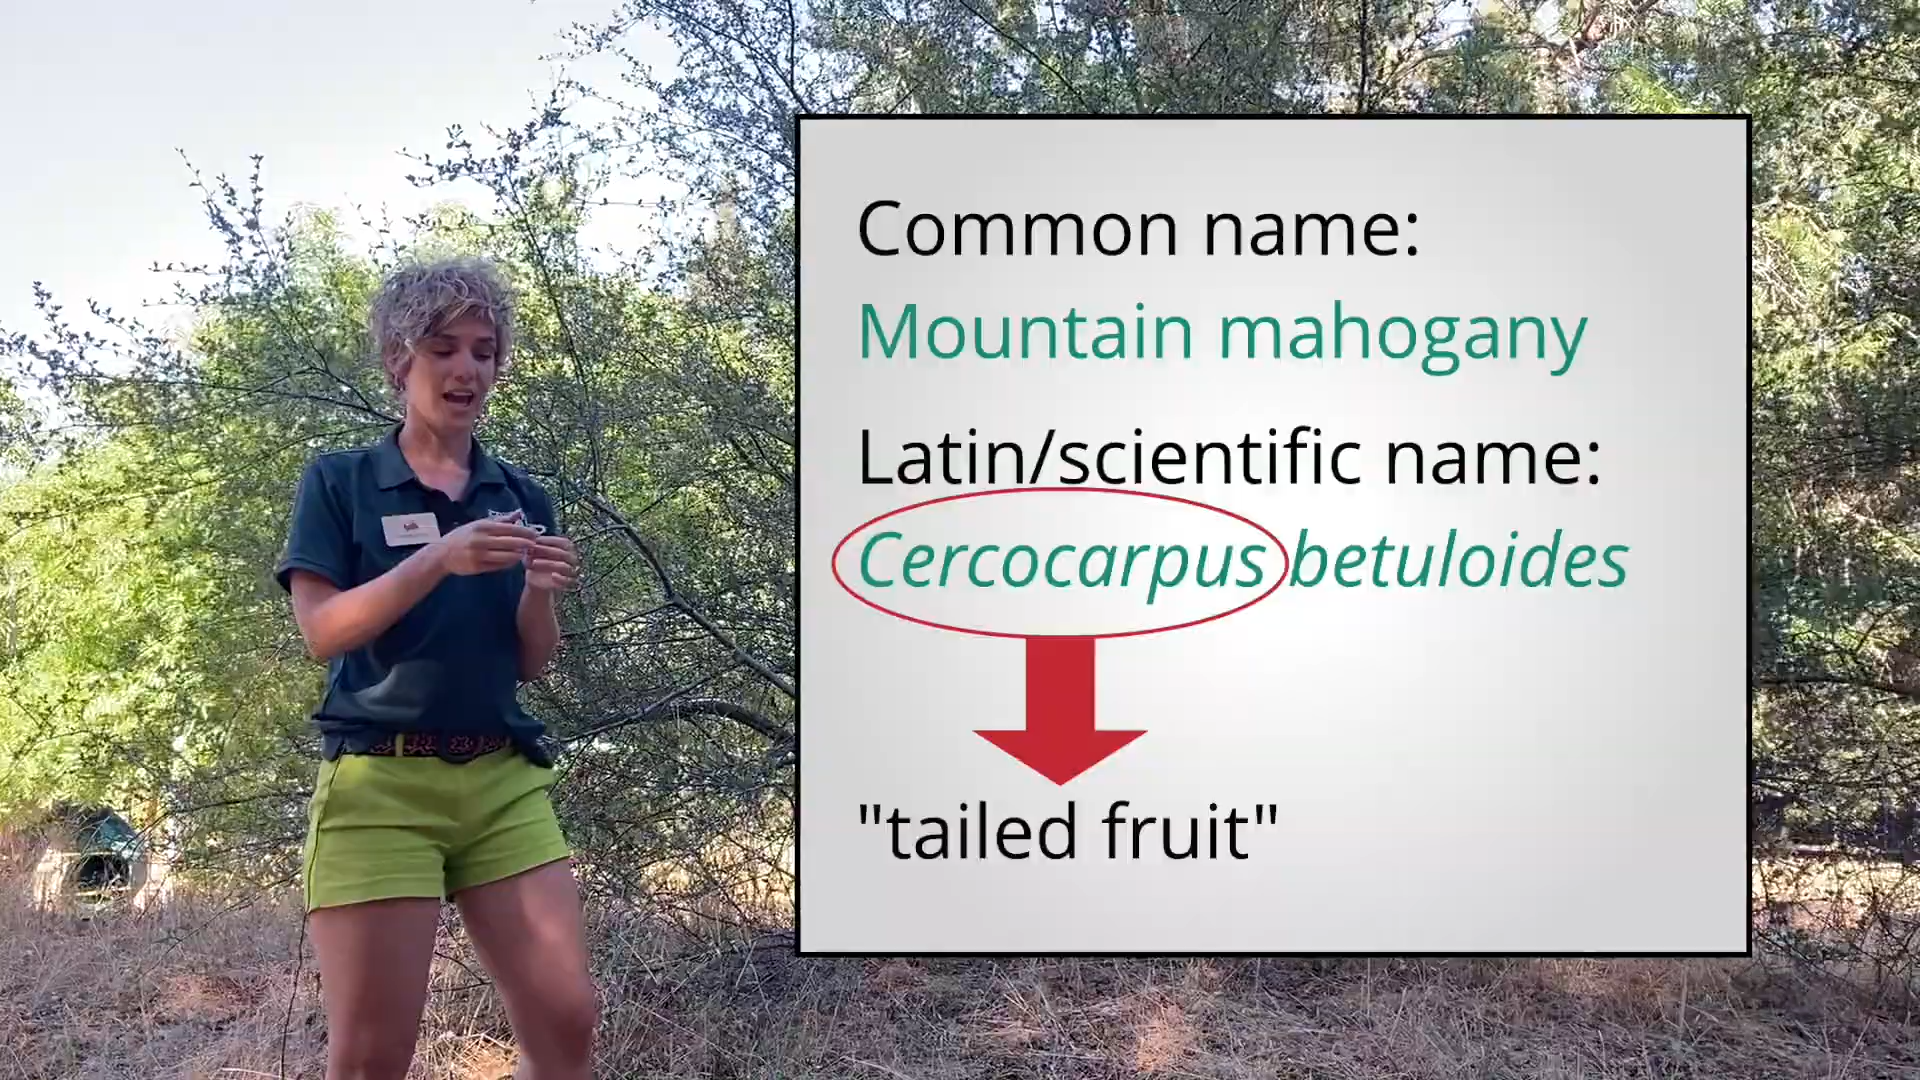 Common name:
Mountain mahogany
Latin/scientific name:
Cercocarpus betuloides
"tailed fruit"